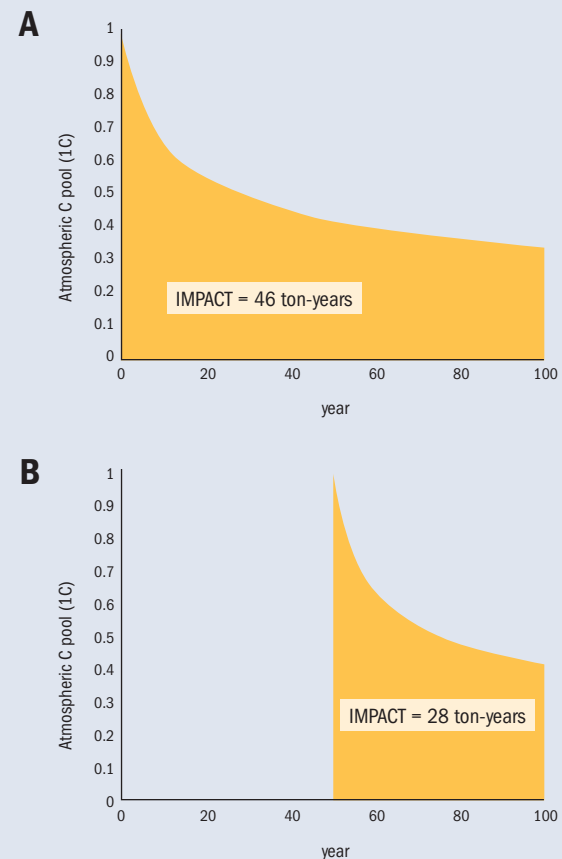 A
Atmospheric C pool (1C)
1
0.9
0.8
0.7
0.6
0.5
0.4
0.3
0.2
0.1
0
IMPACT = 46 ton-years
0 20 40 60 80 100
year
B
Atmospheric C pool (1C)
1
0.9
0.8
0.7
0.6
0.5
0.4
0.3
0.2
0.1
0
IMPACT = 28 ton-years
0 20 40 60 80 100
year